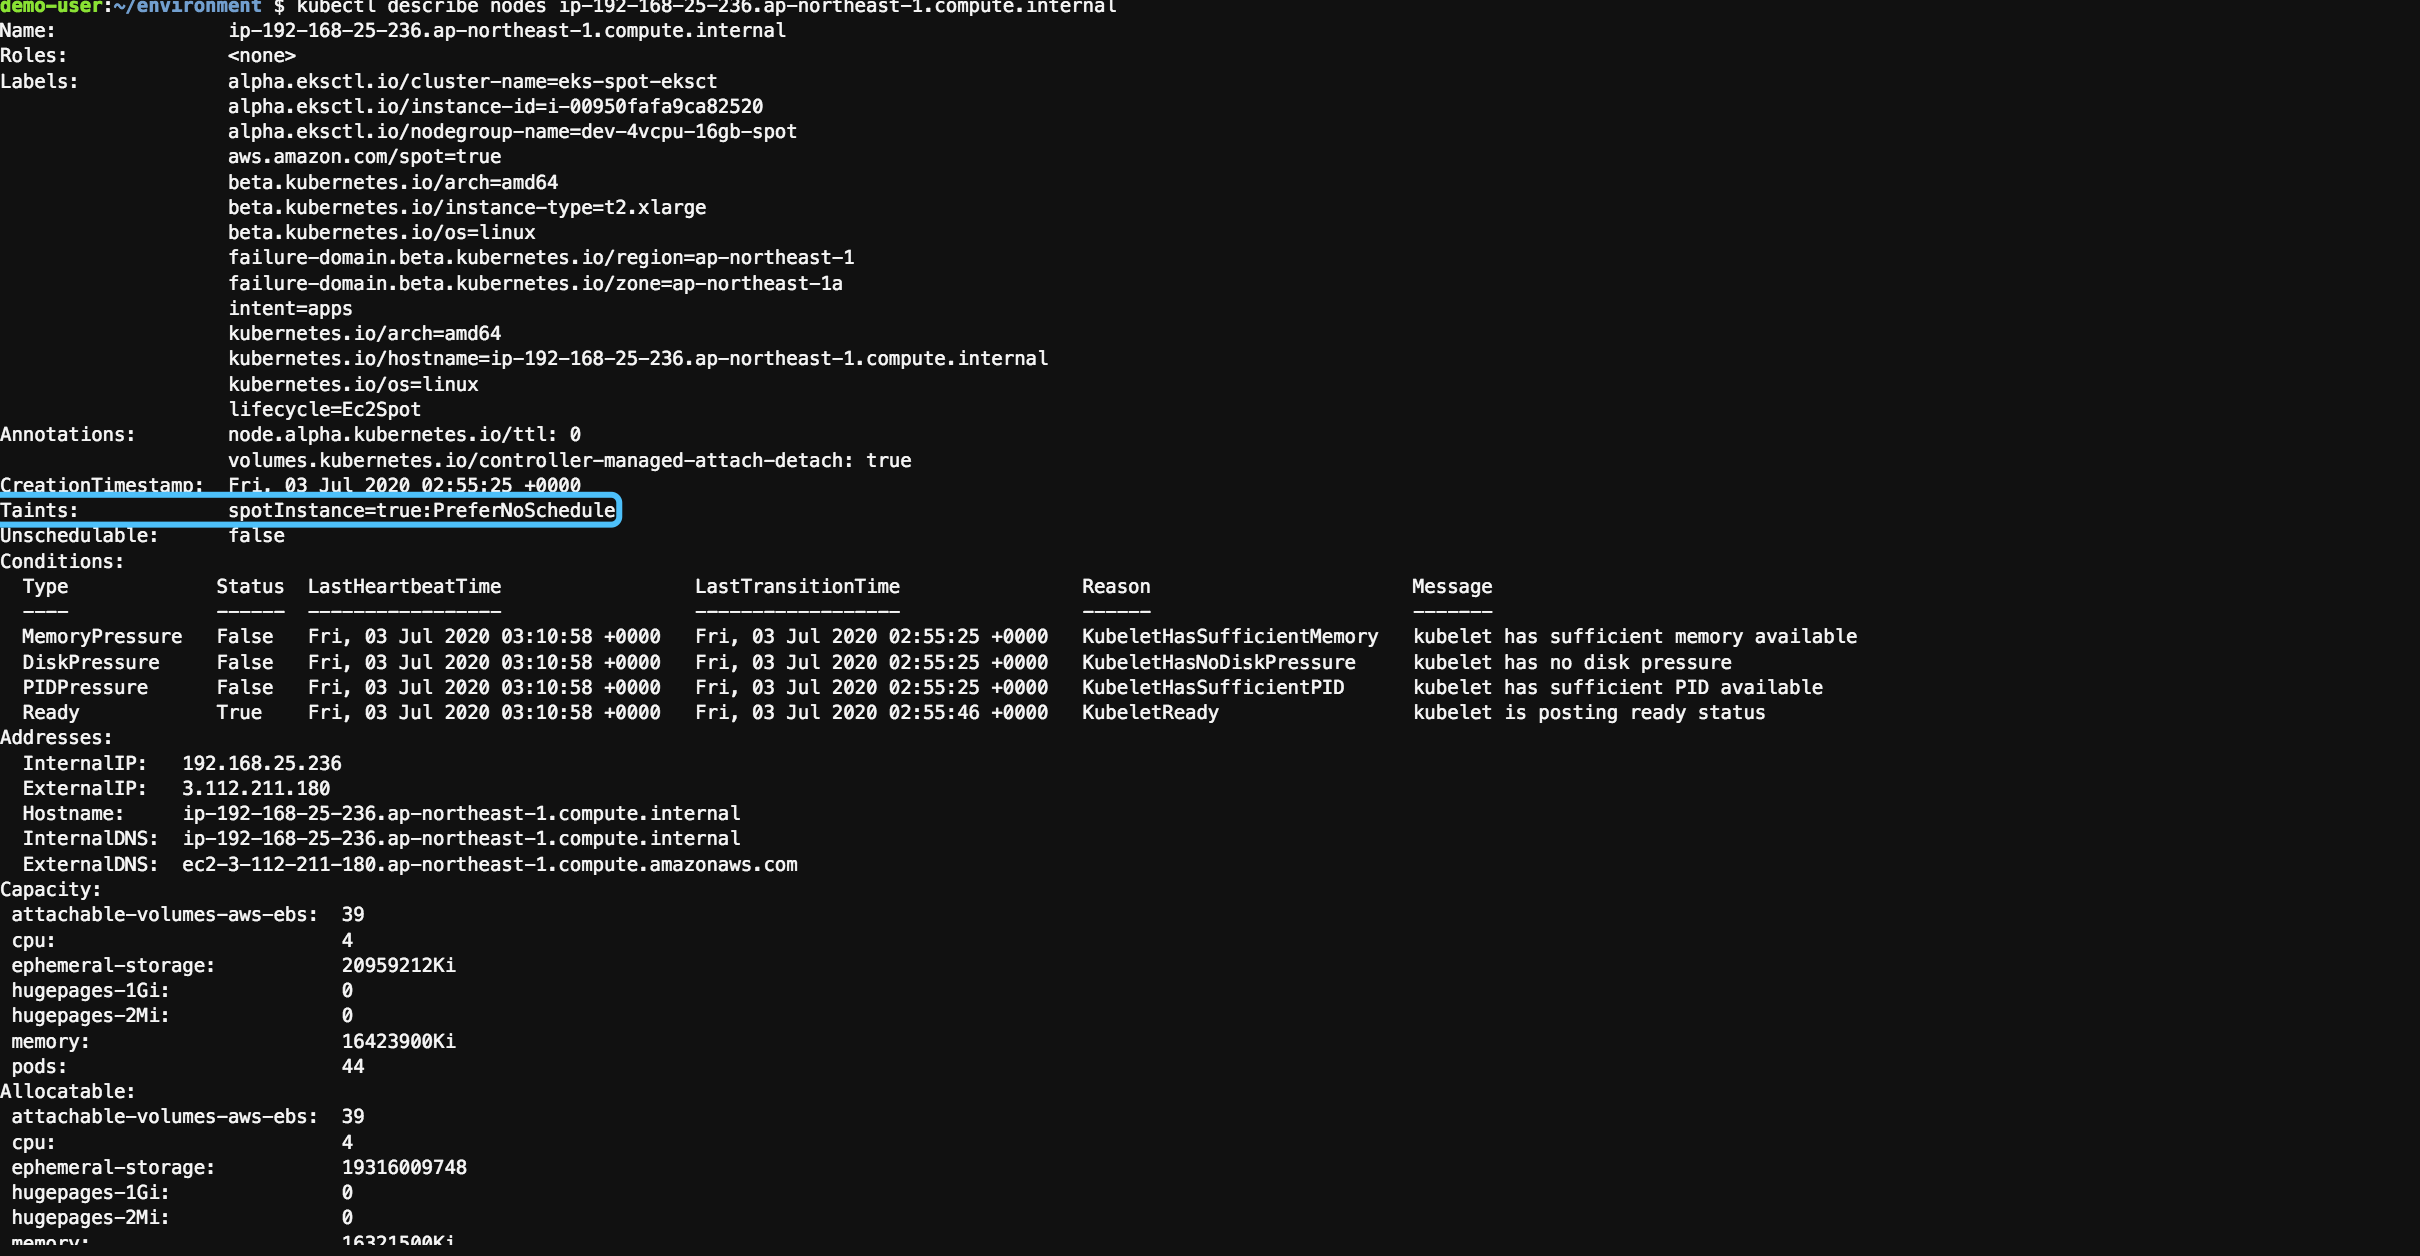 demo-user:~/environment $ kubectl describe nodes ip-192-168-25-236.ap-northeast-1.compute.internal
Name: ip-192-168-25-236.ap-northeast-1.compute.internal
Roles: <none>
Labels: alpha.eksctl.io/cluster-name=eks-spot-eksct
alpha.eksctl.io/instance-id=i-00950fafa9ca82520
alpha.eksctl.io/nodegroup-name=dev-4vcpu-16gb-spot
aws.amazon.com/spot=true
beta.kubernetes.io/arch=amd64
beta.kubernetes.io/instance-type=t2.xlarge
beta.kubernetes.io/os=linux
failure-domain.beta.kubernetes.io/region=ap-northeast-1
failure-domain.beta.kubernetes.io/zone=ap-northeast-1a
intent=apps
kubernetes.io/arch=amd64
kubernetes.io/hostname=ip-192-168-25-236.ap-northeast-1.compute.internal
kubernetes.io/os=linux
lifecycle=Ec2Spot
Annotations: node.alpha.kubernetes.io/ttl: 0
volumes.kubernetes.io/controller-managed-attach-detach: true
CreationTimestamp: Fri, 03 Jul 2020 02:55:25 +0000
Taints: spotInstance=true:PreferNoSchedule
Unschedulable: false
Conditions:
Type Status LastHeartbeatTime LastTransitionTime Reason Message
---- ------ ----------------- ------------------ ------ -------
MemoryPressure False Fri, 03 Jul 2020 03:10:58 +0000 Fri, 03 Jul 2020 02:55:25 +0000 KubeletHasSufficientMemory kubelet has sufficient memory available
DiskPressure False Fri, 03 Jul 2020 03:10:58 +0000 Fri, 03 Jul 2020 02:55:25 +0000 KubeletHasNoDiskPressure kubelet has no disk pressure
PIDPressure False Fri, 03 Jul 2020 03:10:58 +0000 Fri, 03 Jul 2020 02:55:25 +0000 KubeletHasSufficientPID kubelet has sufficient PID available
Ready True Fri, 03 Jul 2020 03:10:58 +0000 Fri, 03 Jul 2020 02:55:46 +0000 KubeletReady kubelet is posting ready status
Addresses:
InternalIP: 192.168.25.236
ExternalIP: 3.112.211.180
Hostname: ip-192-168-25-236.ap-northeast-1.compute.internal
InternalDNS: ip-192-168-25-236.ap-northeast-1.compute.internal
ExternalDNS: ec2-3-112-211-180.ap-northeast-1.compute.amazonaws.com
Capacity:
attachable-volumes-aws-ebs: 39
cpu: 4
ephemeral-storage: 20959212Ki
hugepages-1Gi: 0
hugepages-2Mi: 0
memory: 16423900Ki
pods: 44
Allocatable:
attachable-volumes-aws-ebs: 39
cpu: 4
ephemeral-storage: 19316009748
hugepages-1Gi: 0
hugepages-2Mi: 0
memory: 16321500Ki